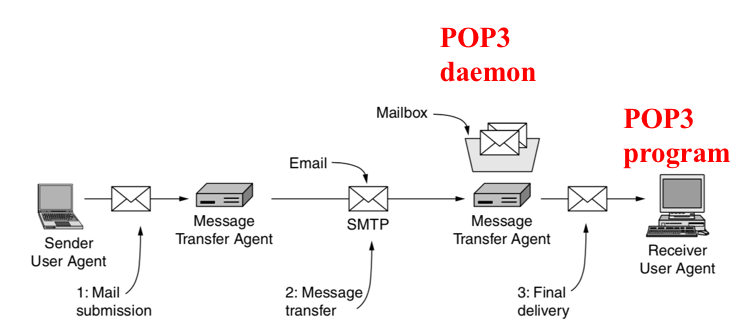 POP3
daemon
Mailbox
POP3
program
Email
Sender
User Agent
Message
Transfer Agent
SMTP
Message
Transfer Agent
Receiver
User Agent
1: Mail
submission
2: Message
transfer
3: Final
delivery